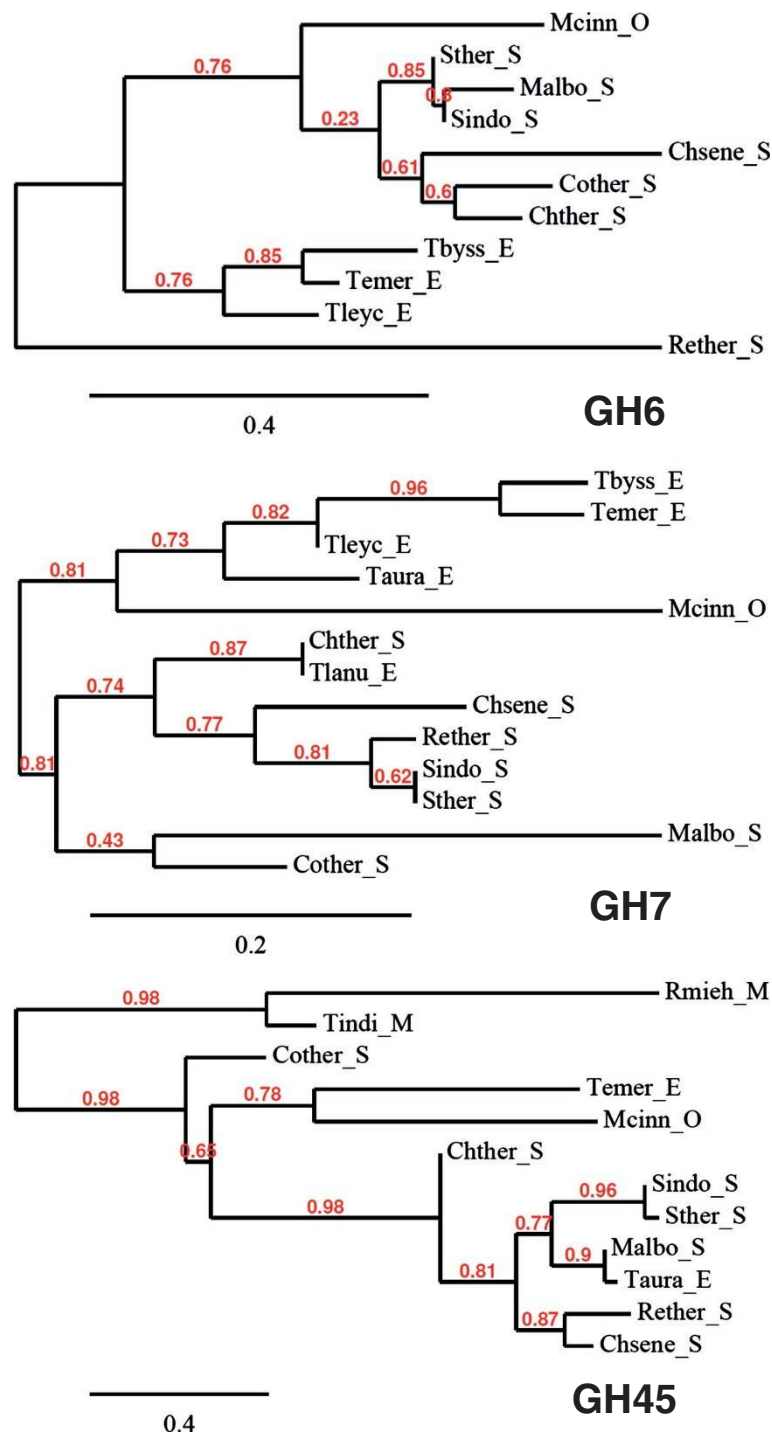 Mcinn_O
0.76
Sther_S
0.85
Malbo_S
0.8
Sindo_S
0.23
Chsene_S
0.61
Cother_S
0.6
Chther_S
Tbyss_E
0.85
Temer_E
0.76
Tleyc_E
Rether_S
0.4
GH6
Tbyss_E
0.96
Temer_E
0.82
Tleyc_E
0.73
Taura_E
0.81
Mcinn_O
Chther_S
0.87
Tlanu_E
0.74
Chsene_S
0.77
Rether_S
0.81
Sindo_S
0.62
Sther_S
0.81
Malbo_S
0.43
Cother_S
0.2
GH7
Rmieh_M
0.98
Tindi_M
Cother_S
Temer_E
0.78
0.98
Mcinn_O
0.65
Chther_S
Sindo_S
0.96
0.98
Sther_S
0.77
Malbo_S
0.9
Taura_E
0.81
Rether_S
0.87
Chsene_S
0.4
GH45